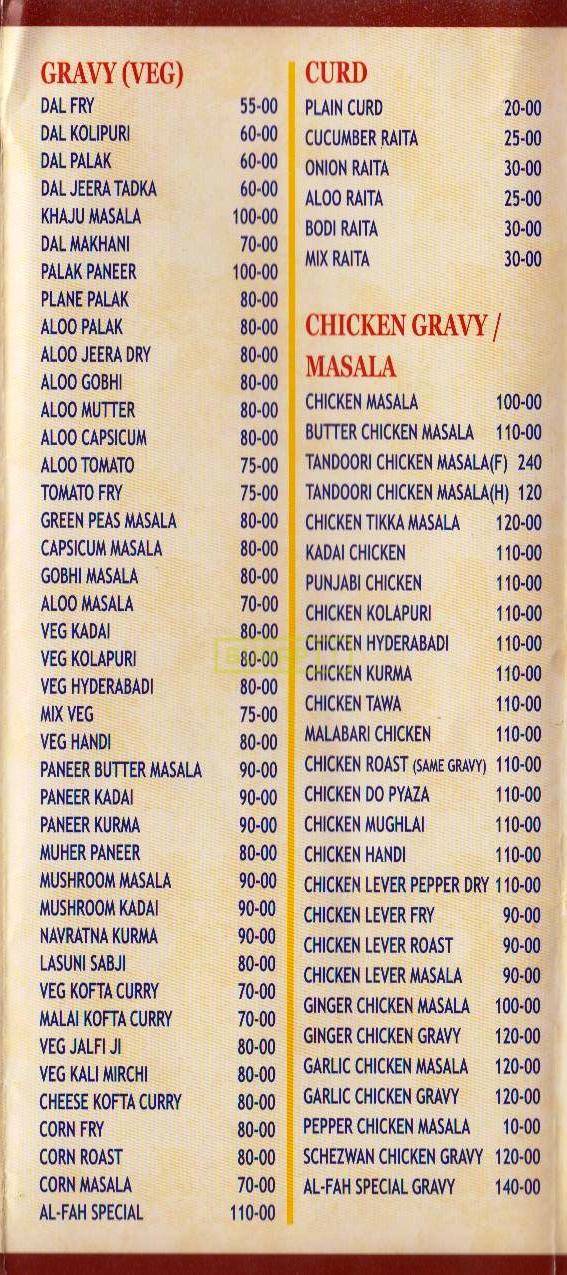 GRAVY (VEG)
DAL FRY 55-00
DAL KOLIPURI 60-00
DAL PALAK 60-00
DAL JEERA TADKA 60-00
KHAJU MASALA 100-00
DAL MAKHANI 70-00
PALAK PANEER 100-00
PLANE PALAK 80-00
ALOO PALAK 80-00
ALOO JEERA DRY 80-00
ALOO GOBHI 80-00
ALOO MUTTER 80-00
ALOO CAPSICUM 80-00
ALOO TOMATO 75-00
TOMATO FRY 75-00
GREEN PEAS MASALA 80-00
CAPSICUM MASALA 80-00
GOBHI MASALA 80-00
ALOO MASALA 70-00
VEG KADAI 80-00
VEG KOLAPURI 80-00
VEG HYDERABADI 80-00
MIX VEG 75-00
VEG HANDI 80-00
PANEER BUTTER MASALA 90-00
PANEER KADAI 90-00
PANEER KURMA 90-00
MUHER PANEER 80-00
MUSHROOM MASALA 90-00
MUSHROOM KADAI 90-00
NAVRATNA KURMA 90-00
LASUNI SABJI 80-00
VEG KOFTA CURRY 70-00
MALAI KOFTA CURRY 70-00
VEG JALFI JI 80-00
VEG KALI MIRCHI 80-00
CHEESE KOFTA CURRY 80-00
CORN FRY 80-00
CORN ROAST 80-00
CORN MASALA 70-00
AL-FAH SPECIAL 110-00
CURD
PLAIN CURD 20-00
CUCUMBER RAITA 25-00
ONION RAITA 30-00
ALOO RAITA 25-00
BODI RAITA 30-00
MIX RAITA 30-00
CHICKEN GRAVY /
MASALA
CHICKEN MASALA 100-00
BUTTER CHICKEN MASALA 110-00
TANDOORI CHICKEN MASALA(F) 240
TANDOORI CHICKEN MASALA(H) 120
CHICKEN TIKKA MASALA 120-00
KADAI CHICKEN 110-00
PUNJABI CHICKEN 110-00
CHICKEN KOLAPURI 110-00
CHICKEN HYDERABADI 110-00
CHICKEN KURMA 110-00
CHICKEN TAWA 110-00
MALABARI CHICKEN 110-00
CHICKEN ROAST (SAME GRAVY) 110-00
CHICKEN DO PYAZA 110-00
CHICKEN MUGHLAI 110-00
CHICKEN HANDI 110-00
CHICKEN LEVER PEPPER DRY 110-00
CHICKEN LEVER FRY 90-00
CHICKEN LEVER ROAST 90-00
CHICKEN LEVER MASALA 90-00
GINGER CHICKEN MASALA 100-00
GINGER CHICKEN GRAVY 120-00
GARLIC CHICKEN MASALA 120-00
GARLIC CHICKEN GRAVY 120-00
PEPPER CHICKEN MASALA 10-00
SCHEZWAN CHICKEN GRAVY 120-00
AL-FAH SPECIAL GRAVY 140-00